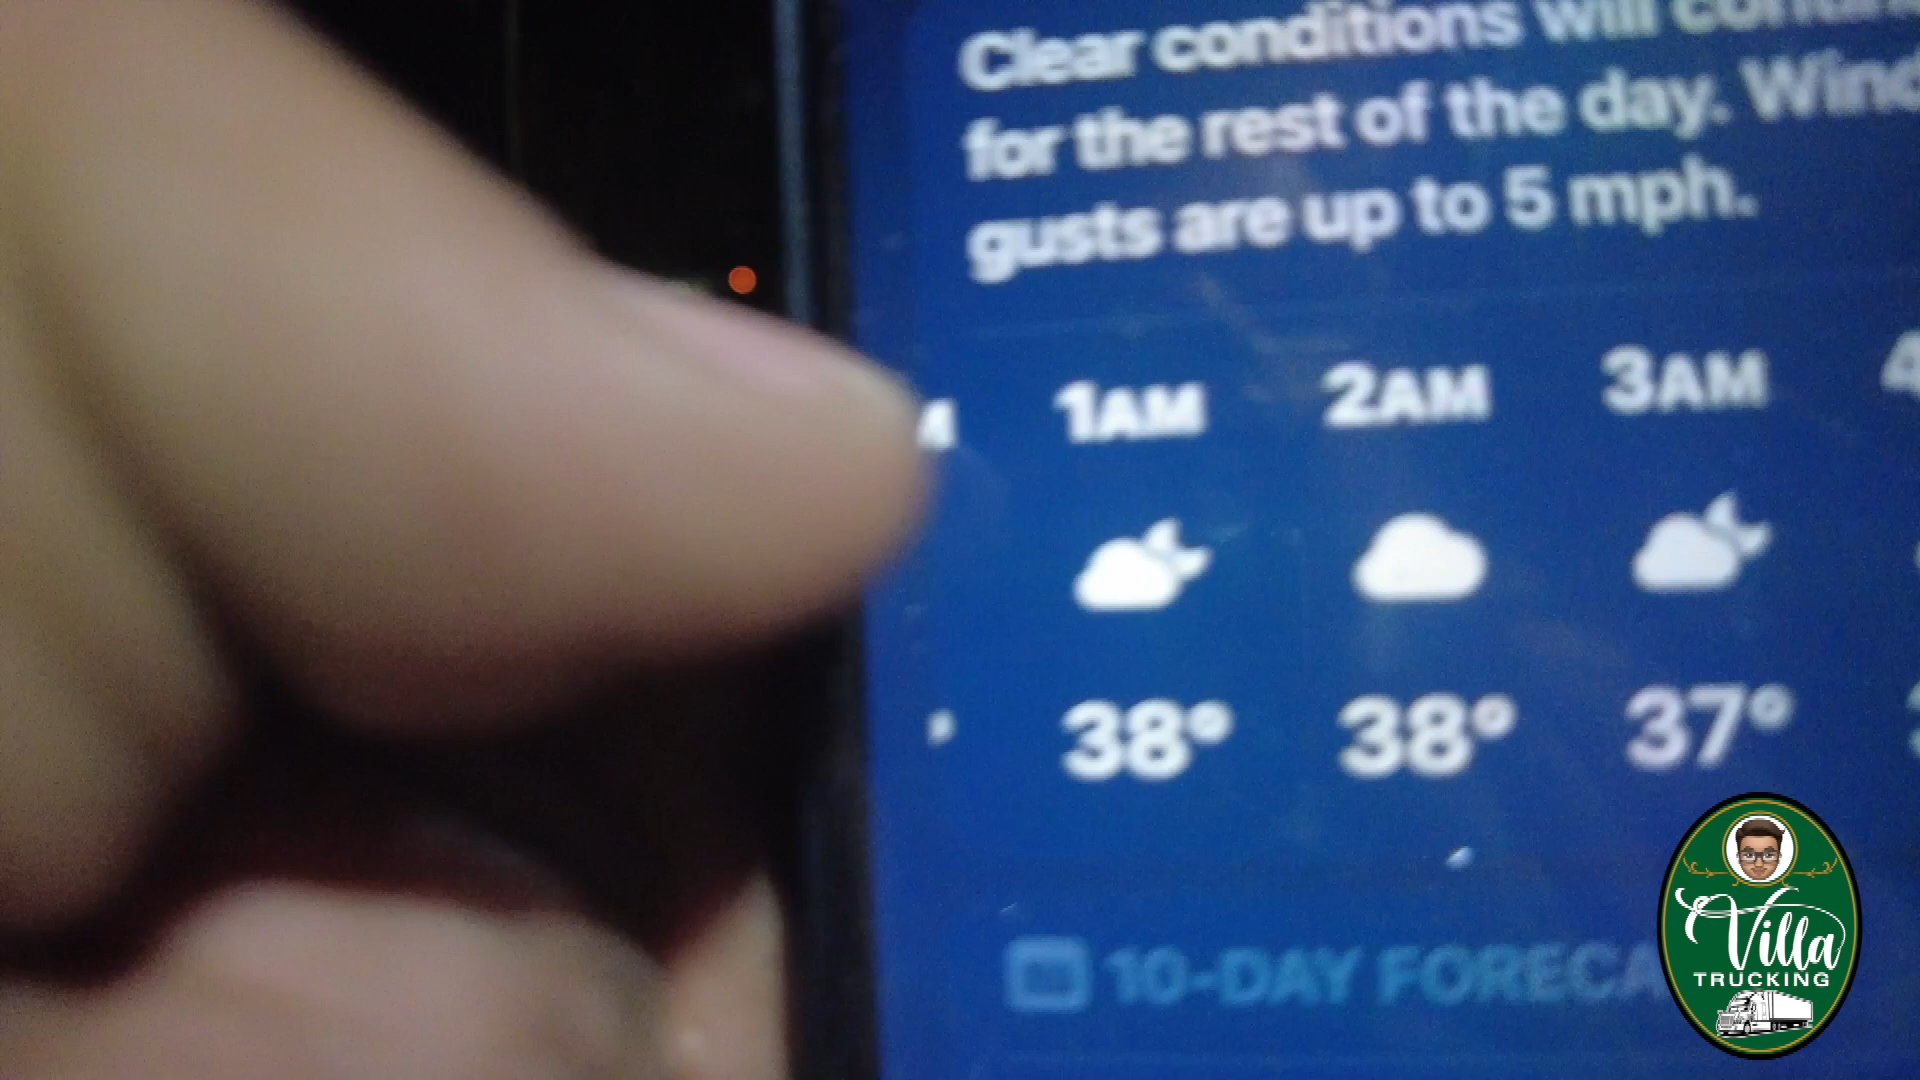 Clear conditions will
for the rest of the day. Wind
gusts are up to 5 mph.
1AM 2AM 3AM
38° 38° 37°
10-DAY
Villa
TRUCKING